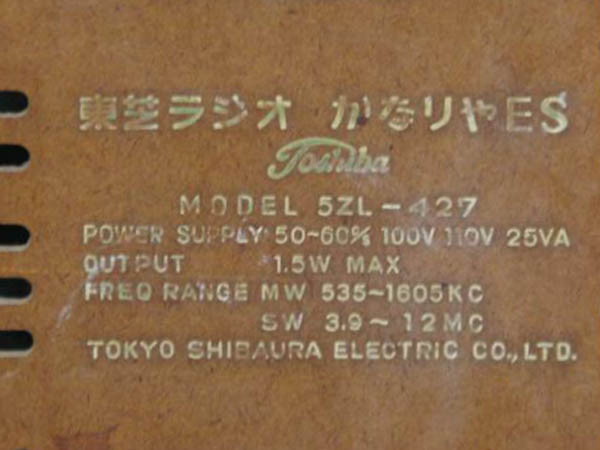 東芝ラジオ かなりやES
Toshiba
MODEL 5ZL-427
POWER SUPPLY 50~60% 100V 110V 25VA
OUTPUT 1.5W MAX
FREQ RANGE MW 535~1605KC
SW 3.9~12MC
TOKYO SHIBAURA ELECTRIC CO., LTD.